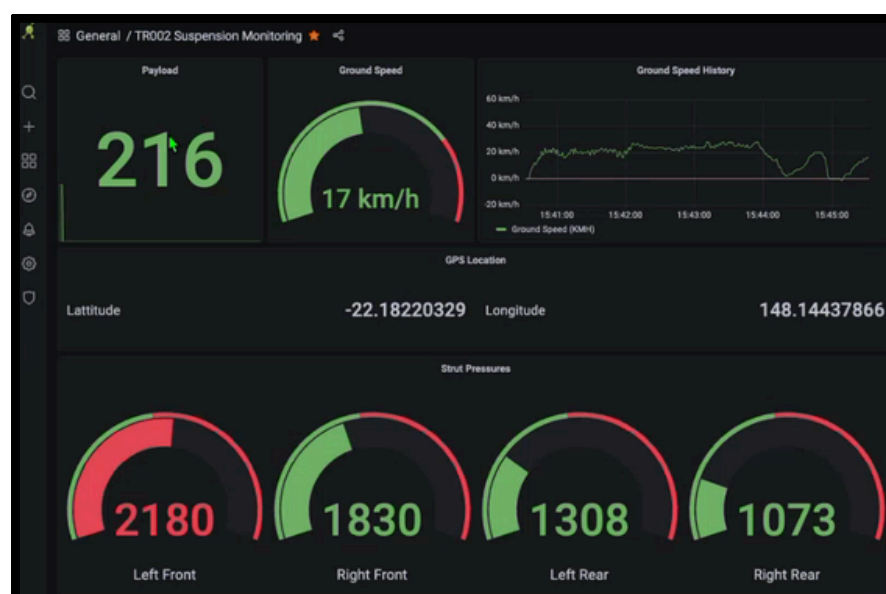 General / TR002 Suspension Monitoring
Payload
216
Ground Speed
17 km/h
Ground Speed History
60 km/h
40 km/h
20 km/h
0 km/h
-20 km/h
15:41:00 15:42:00 15:43:00 15:44:00 15:45:00
Ground Speed (KMH)
GPS Location
Lattitude -22.18220329 Longitude 148.14437866
Strut Pressures
2180 1830 1308 1073
Left Front Right Front Left Rear Right Rear